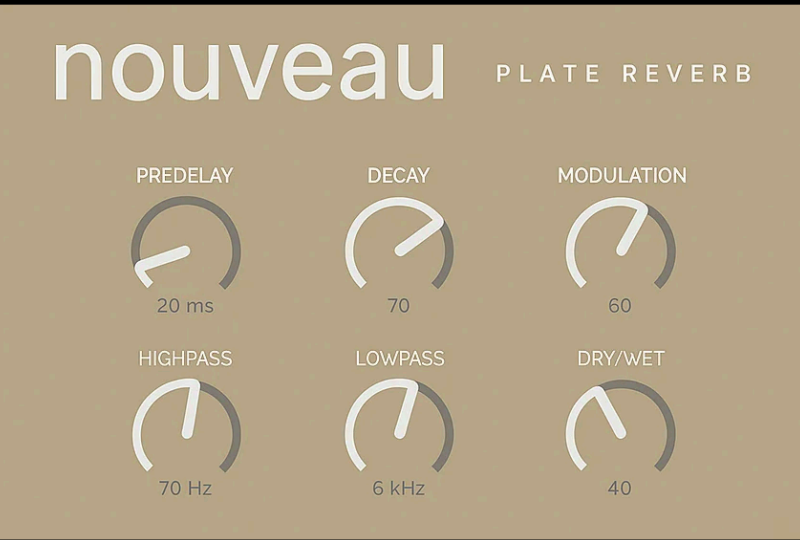 nouveau PLATE REVERB
PREDELAY DECAY MODULATION
20 ms 70 60
HIGHPASS LOWPASS DRY/WET
70 Hz 6 kHz 40